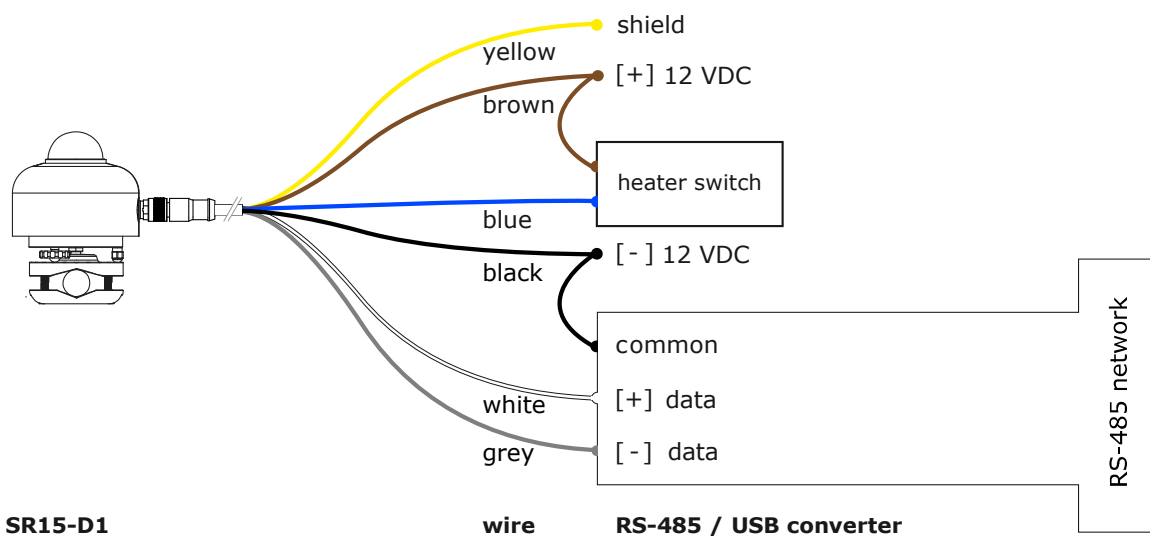 yellow
shield
brown
[+] 12 VDC
heater switch
blue
black
[-] 12 VDC
common
white
[+] data
grey
[-] data
RS-485 network
SR15-D1
wire
RS-485 / USB converter